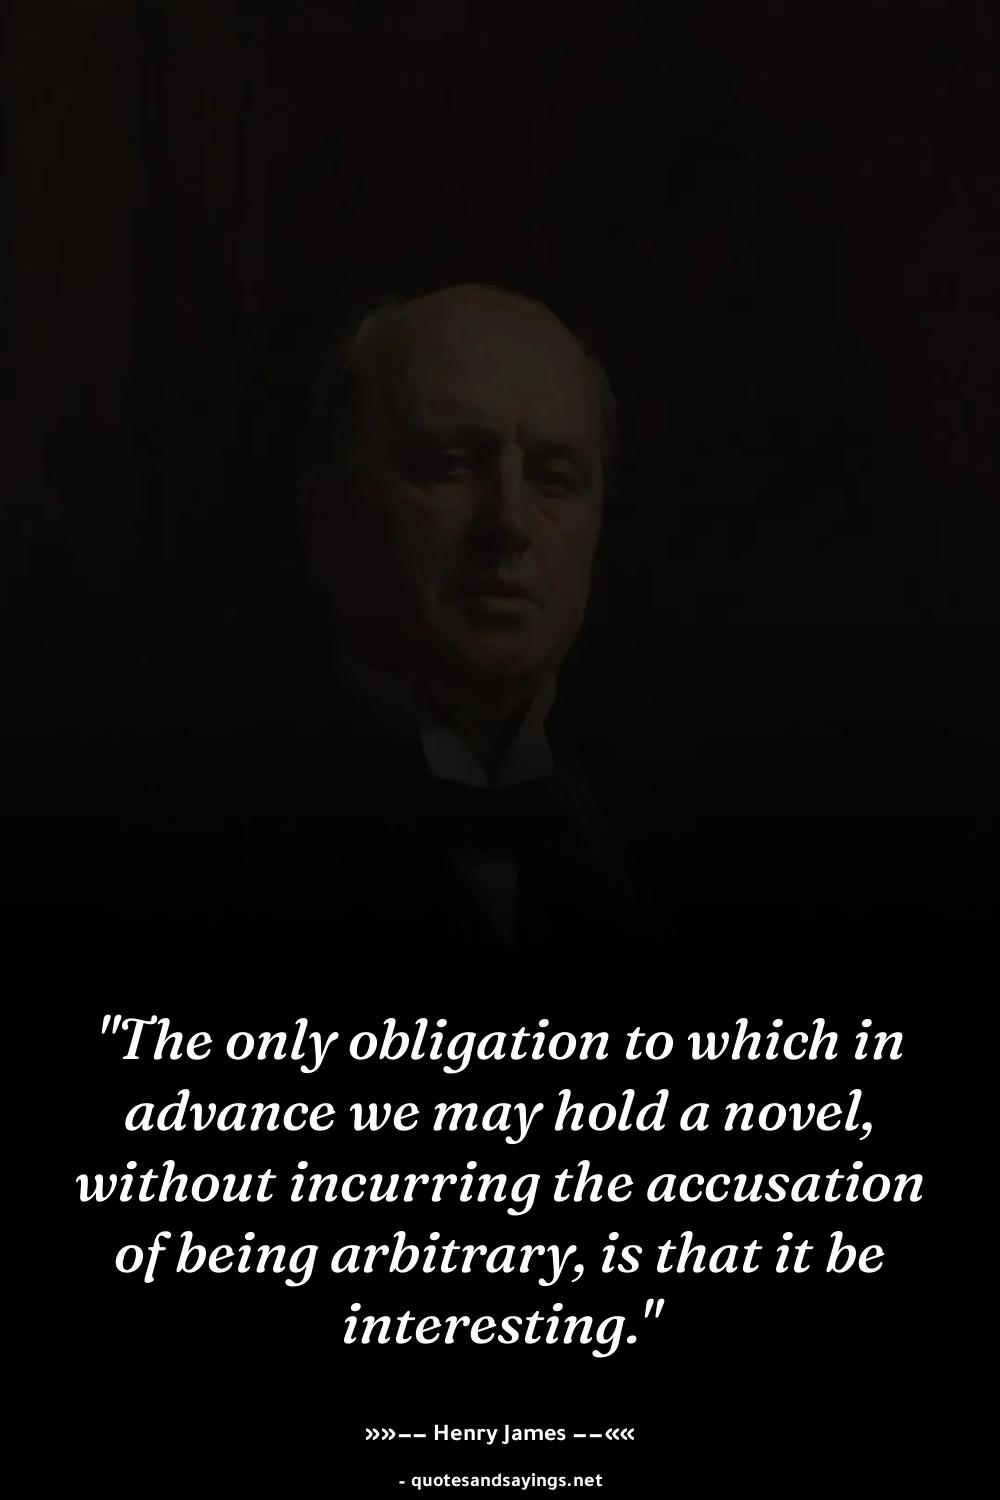 "The only obligation to which in
advance we may hold a novel,
without incurring the accusation
of being arbitrary, is that it be
interesting."
»»–– Henry James ––««
- quotesandsayings.net